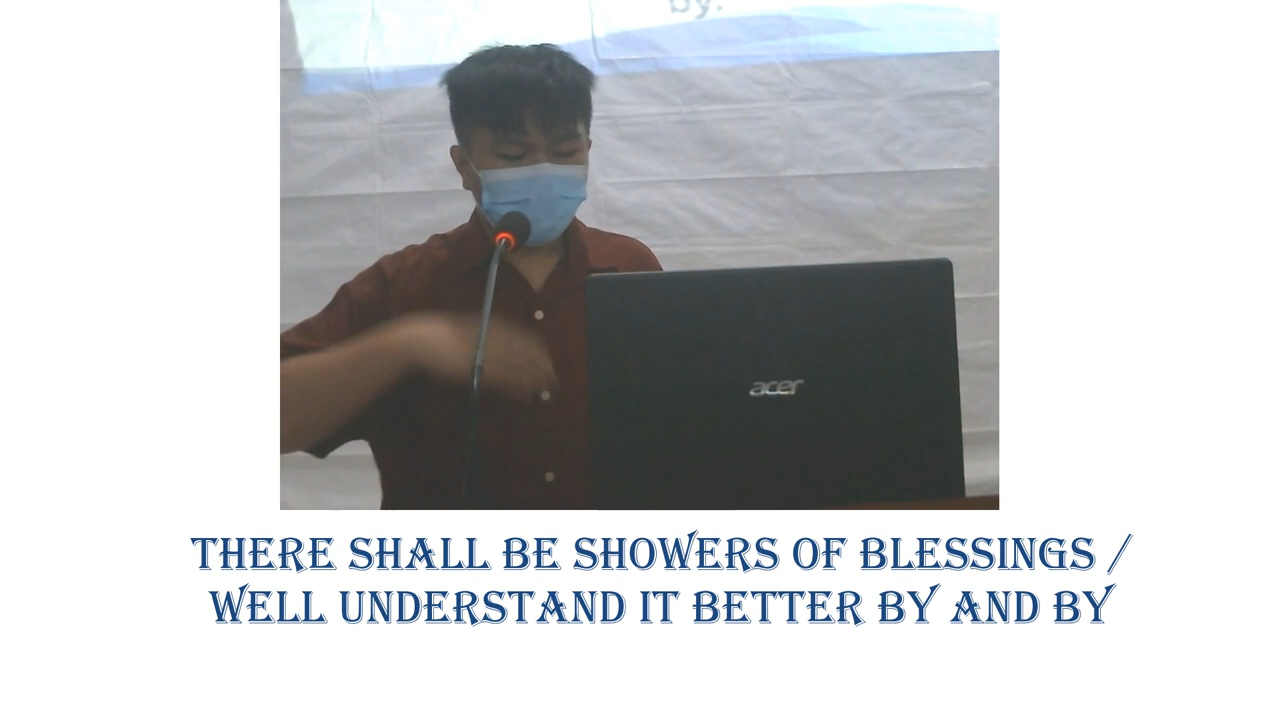 by.
acer
THERE SHALL BE SHOWERS OF BLESSINGS /
WELL UNDERSTAND IT BETTER BY AND BY